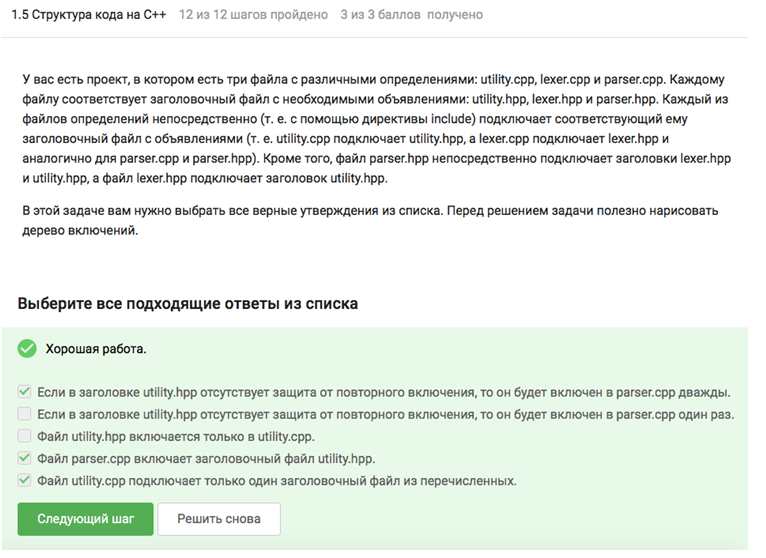 1.5 Структура кода на C++ 12 из 12 шагов пройдено 3 из 3 баллов получено
У вас есть проект, в котором есть три файла с различными определениями: utility.cpp, lexer.cpp и parser.cpp. Каждому
файлу соответствует заголовочный файл с необходимыми объявлениями: utility.hpp, lexer.hpp и parser.hpp. Каждый из
файлов определений непосредственно (т. е. с помощью директивы include) подключает соответствующий ему
заголовочный файл с объявлениями (т. е. utility.cpp подключает utility.hpp, а lexer.cpp подключает lexer.hpp и
аналогично для parser.cpp и parser.hpp). Кроме того, файл parser.hpp непосредственно подключает заголовки lexer.hpp
и utility.hpp, а файл lexer.hpp подключает заголовок utility.hpp.
В этой задаче вам нужно выбрать все верные утверждения из списка. Перед решением задачи полезно нарисовать
дерево включений.
Выберите все подходящие ответы из списка
Хорошая работа.
Если в заголовке utility.hpp отсутствует защита от повторного включения, то он будет включен в parser.cpp дважды.
Если в заголовке utility.hpp отсутствует защита от повторного включения, то он будет включен в parser.cpp один раз.
Файл utility.hpp включается только в utility.cpp.
Файл parser.cpp включает заголовочный файл utility.hpp.
Файл utility.cpp подключает только один заголовочный файл из перечисленных.
Следующий шаг Решить снова